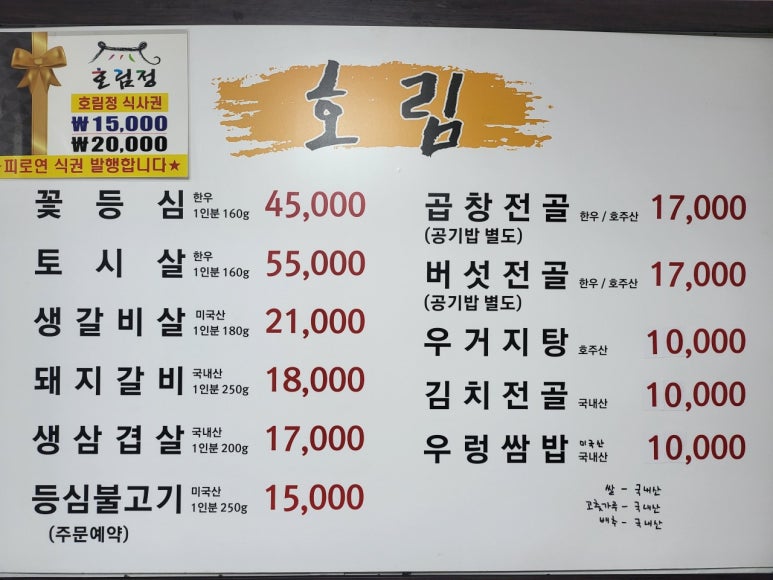 호림정
호림정 식사권
₩15,000
₩20,000
피로연 식권 발행합니다★
호림
꽃등심 한우 1인분 160g 45,000
토시살 한우 1인분 160g 55,000
생갈비살 미국산 1인분 180g 21,000
돼지갈비 국내산 1인분 250g 18,000
생삼겹살 국내산 1인분 200g 17,000
등심불고기 미국산 1인분 250g 15,000
(주문예약)
곱창전골 한우 / 호주산 17,000
(공기밥 별도)
버섯전골 한우 / 호주산 17,000
(공기밥 별도)
우거지탕 호주산 10,000
김치전골 국내산 10,000
우렁쌈밥 미국산 국내산 10,000
쌀 - 국내산
고춧가루 - 국내산
배추 - 국내산